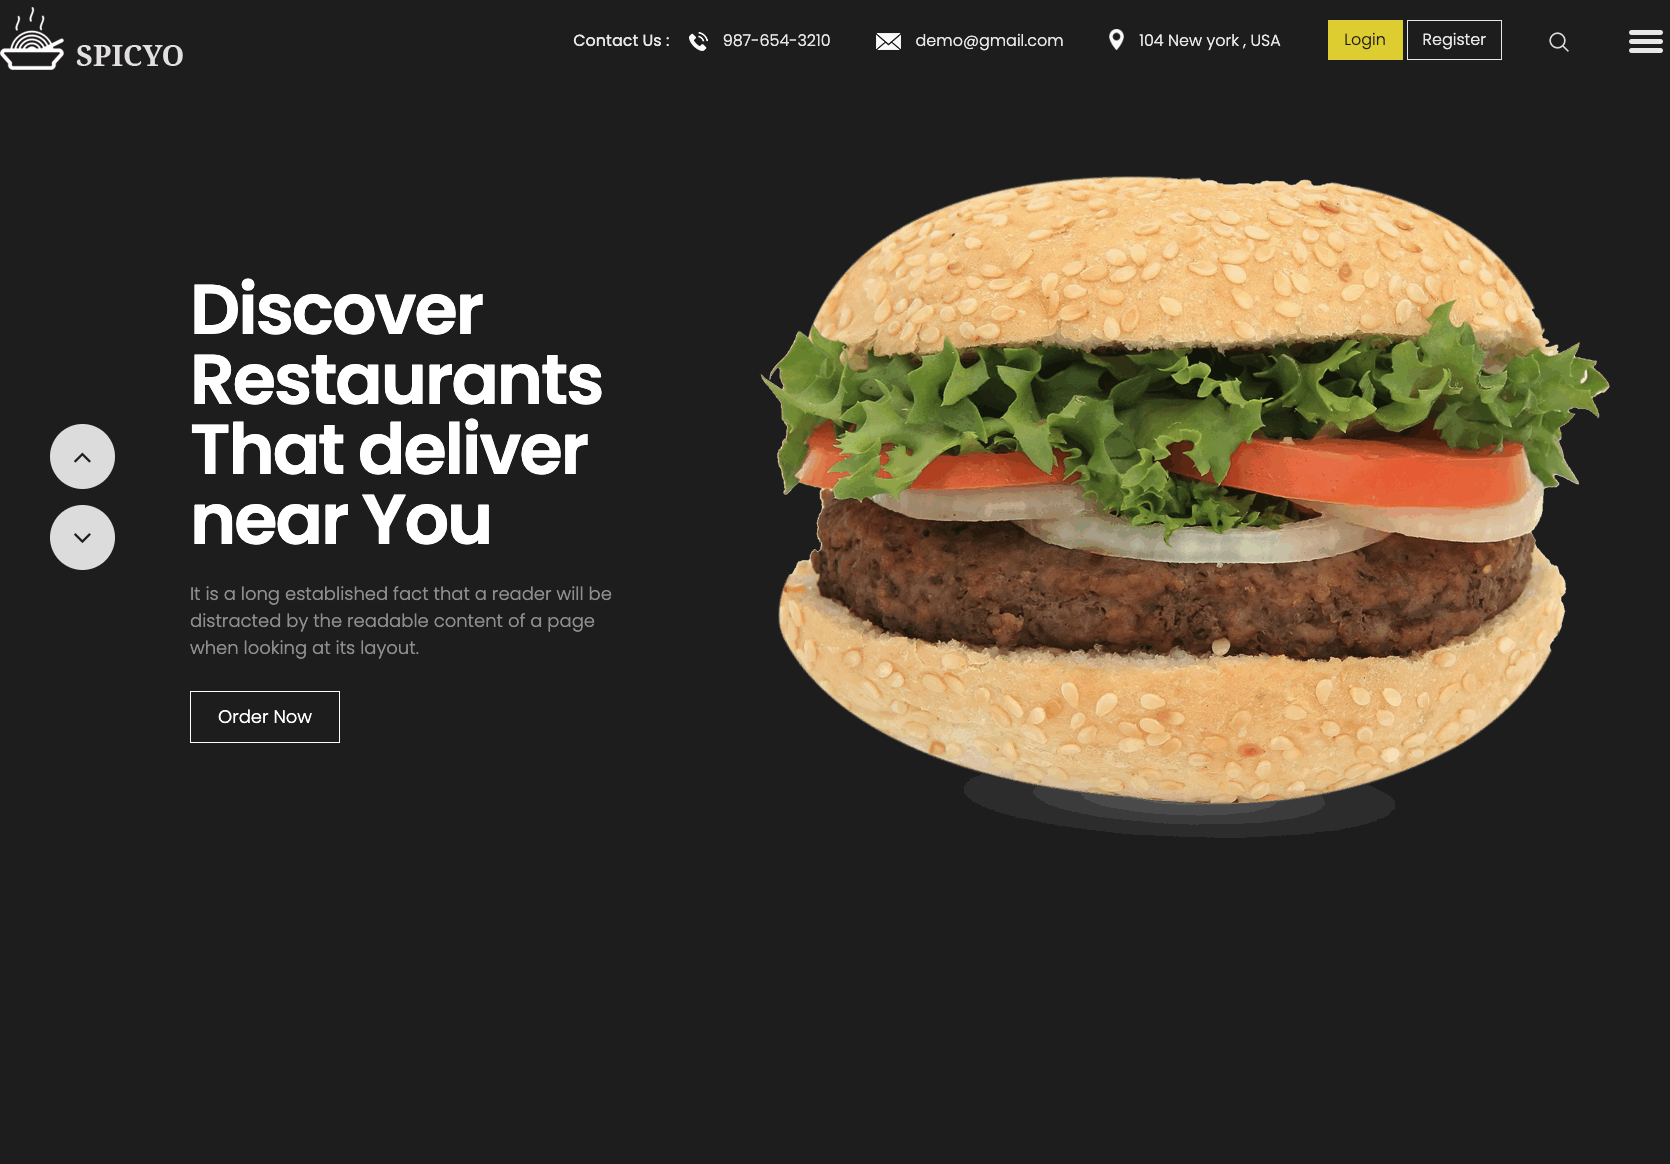 SPICYO
Contact Us :
987-654-3210
demo@gmail.com
104 New york , USA
Login
Register
Discover
Restaurants
That deliver
near You
It is a long established fact that a reader will be
distracted by the readable content of a page
when looking at its layout.
Order Now